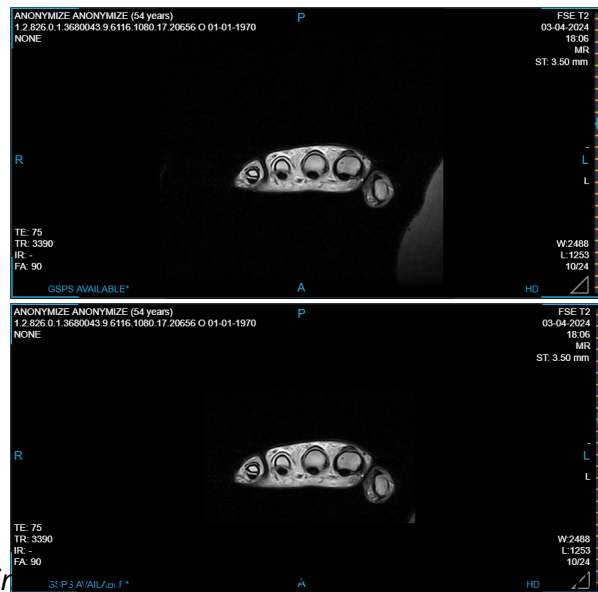 ANONYMIZE ANONYMIZE (54 years)
1.2.826.0.1.3680043.9.6116.1080.17.20656 O 01-01-1970
NONE
P
FSE T2
03-04-2024
18:06
MR
ST: 3.50 mm
R
-
L
L
TE: 75
TR: 3390
IR: -
FA: 90
W:2488
L:1253
10/24
GSPS AVAILABLE*
A
HD
ANONYMIZE ANONYMIZE (54 years)
1.2.826.0.1.3680043.9.6116.1080.17.20656 O 01-01-1970
NONE
P
FSE T2
03-04-2024
18:06
MR
ST: 3.50 mm
R
-
L
L
TE: 75
TR: 3390
IR: -
FA: 90
W:2488
L:1253
10/24
GSPS AVAILABLE*
A
HD